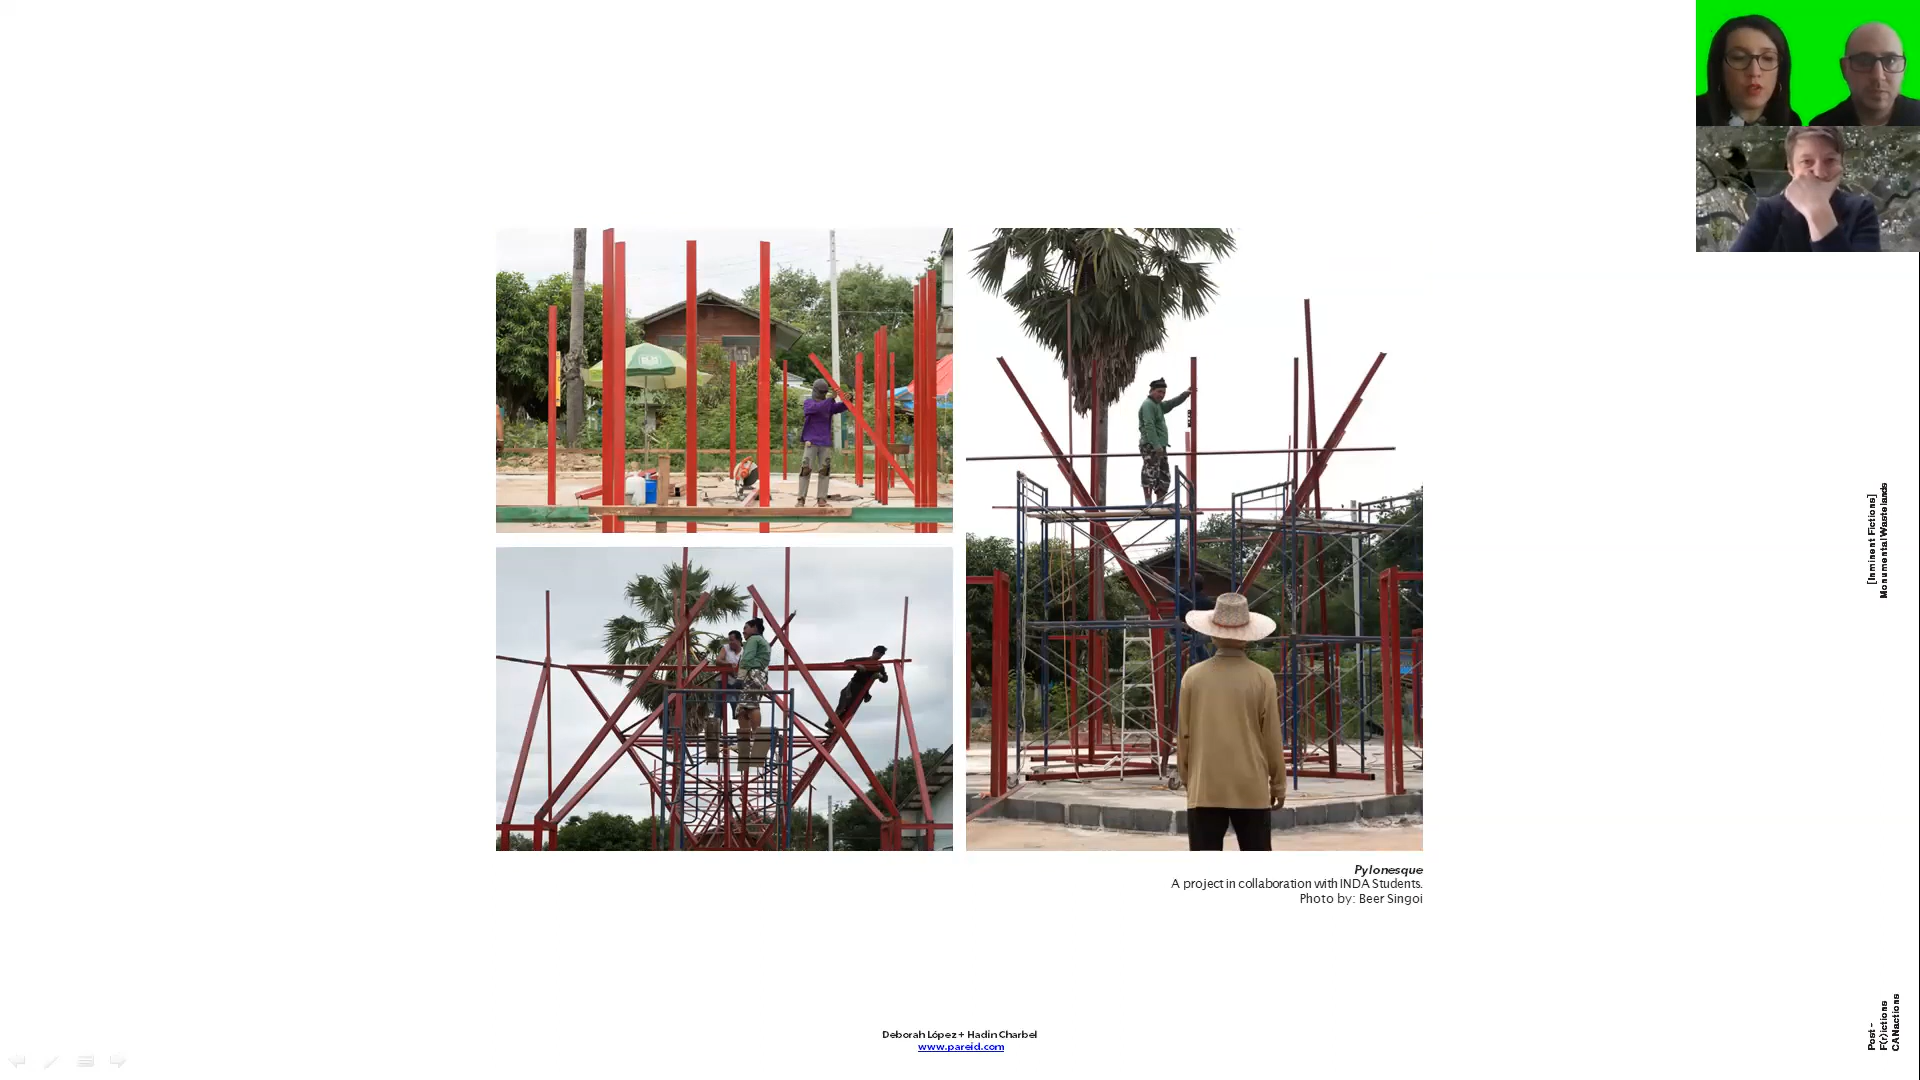 [Inminent Fictions]
Monumental Wastelands
Pylonesque
A project in collaboration with INDA Students.
Photo by: Beer Singoi
Deborah López + Hadin Charbel
www.pareid.com
Post-
F(r)ictions
CANactions